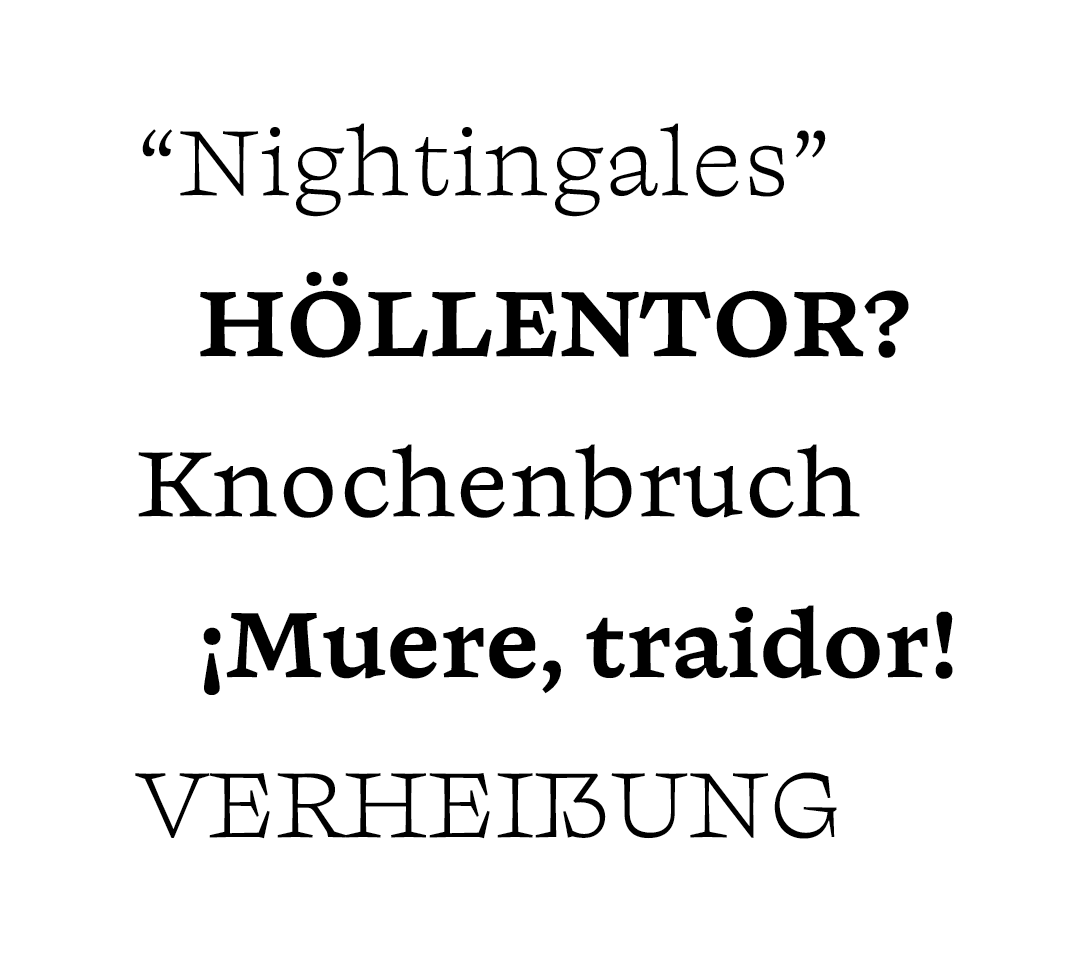 “Nightingales”
HÖLLENTOR?
Knochenbruch
¡Muere, traidor!
VERHEIẞUNG